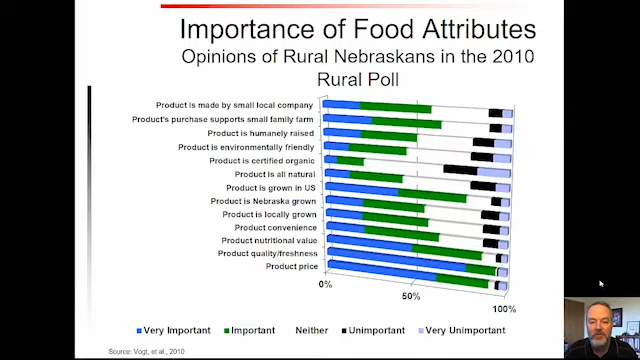 Importance of Food Attributes
Opinions of Rural Nebraskans in the 2010
Rural Poll
Product is made by small local company
Product's purchase supports small family farm
Product is humanely raised
Product is environmentally friendly
Product is certified organic
Product is all natural
Product is grown in US
Product is Nebraska grown
Product is locally grown
Product convenience
Product nutritional value
Product quality/freshness
Product price
0%
50%
100%
Very Important
Important
Neither
Unimportant
Very Unimportant
Source: Vogt, et al., 2010